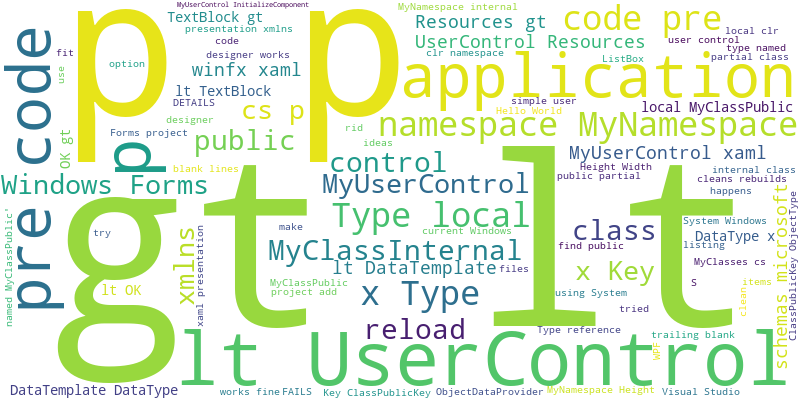 MyUserControl InitializeComponent
MyNamespace internal
TextBlock gt
presentation xmlns
code
designer works
fit
use
option
winfx xaml
lt TextBlock
DETAILS
cs p
designer
public
Forms project
OK gt
blank lines
pre code
p p
p
Resources gt
UserControl Resources
clr namespace
code pre
local clr
user control
type named
partial class
ListBox
application
simple user
local MyClassPublic
Hello World
namespace MyNamespace
rid
ideas
control
Height Width
public partial
MyUserControl xaml
internal class
cleans rebuilds
happens
Windows Forms
MyUserControl
Type local
gt lt
current Windows
class
find public
System Windows
DataType x
listing
MyClasses cs
MyClassInternal
lt DataTemplate
files
x Key
S
using System
items
clean
try
make
xmlns
xaml presentation
lt OK
named MyClassPublic'
MyClassPublic
project add
x Type
reload
tried
Type reference
WPF
trailing blank
schemas microsoft
ClassPublicKey ObjectType
lt UserControl
DataTemplate DataType
works fine
FAILS
Key ClassPublicKey
ObjectDataProvider
MyNamespace Height
Visual Studio